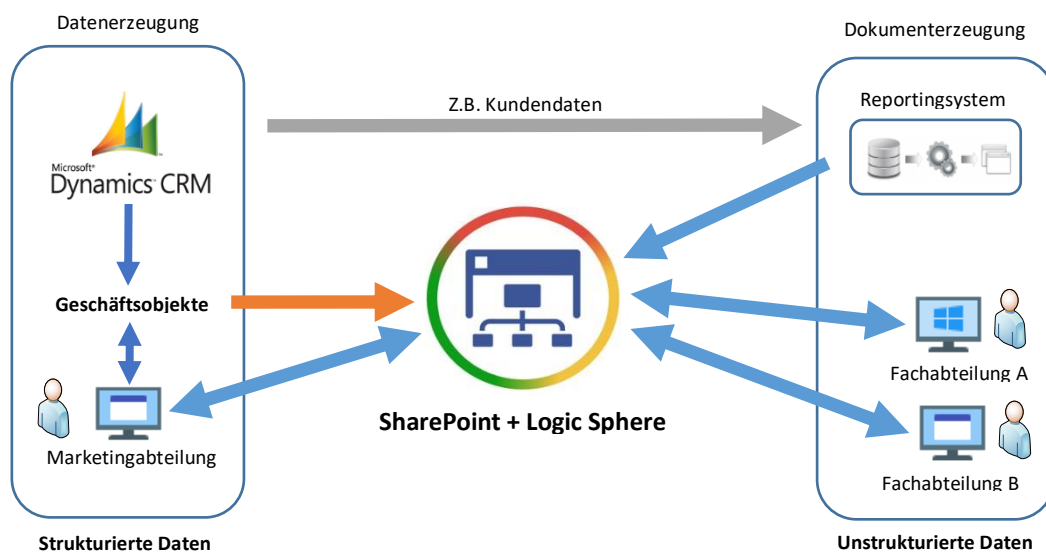 Datenerzeugung
Microsoft®
Dynamics CRM
Geschäftsobjekte
Marketingabteilung
Strukturierte Daten
Z.B. Kundendaten
SharePoint + Logic Sphere
Dokumenterzeugung
Reportingsystem
Fachabteilung A
Fachabteilung B
Unstrukturierte Daten